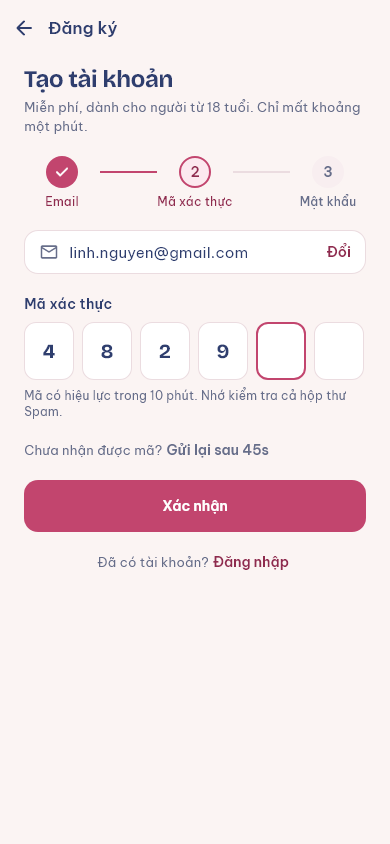 Đăng ký
Tạo tài khoản
Miễn phí, dành cho người từ 18 tuổi. Chỉ mất khoảng
một phút.
2
3
Email
Mã xác thực
Mật khẩu
linh.nguyen@gmail.com
Đổi
Mã xác thực
4 8 2 9
Mã có hiệu lực trong 10 phút. Nhớ kiểm tra cả hộp thư
Spam.
Chưa nhận được mã? Gửi lại sau 45s
Xác nhận
Đã có tài khoản? Đăng nhập